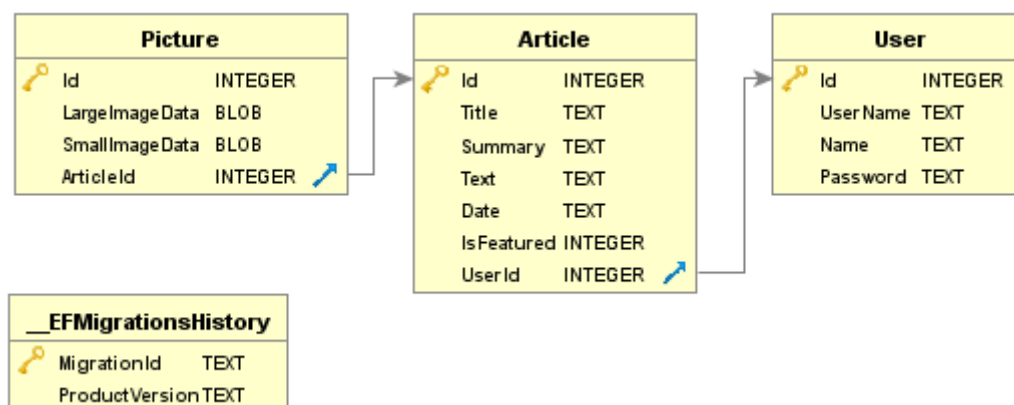 Picture
Id INTEGER
LargeImageData BLOB
SmallImageData BLOB
ArticleId INTEGER
Article
Id INTEGER
Title TEXT
Summary TEXT
Text TEXT
Date TEXT
IsFeatured INTEGER
UserId INTEGER
User
Id INTEGER
UserName TEXT
Name TEXT
Password TEXT
__EFMigrationsHistory
MigrationId TEXT
ProductVersion TEXT